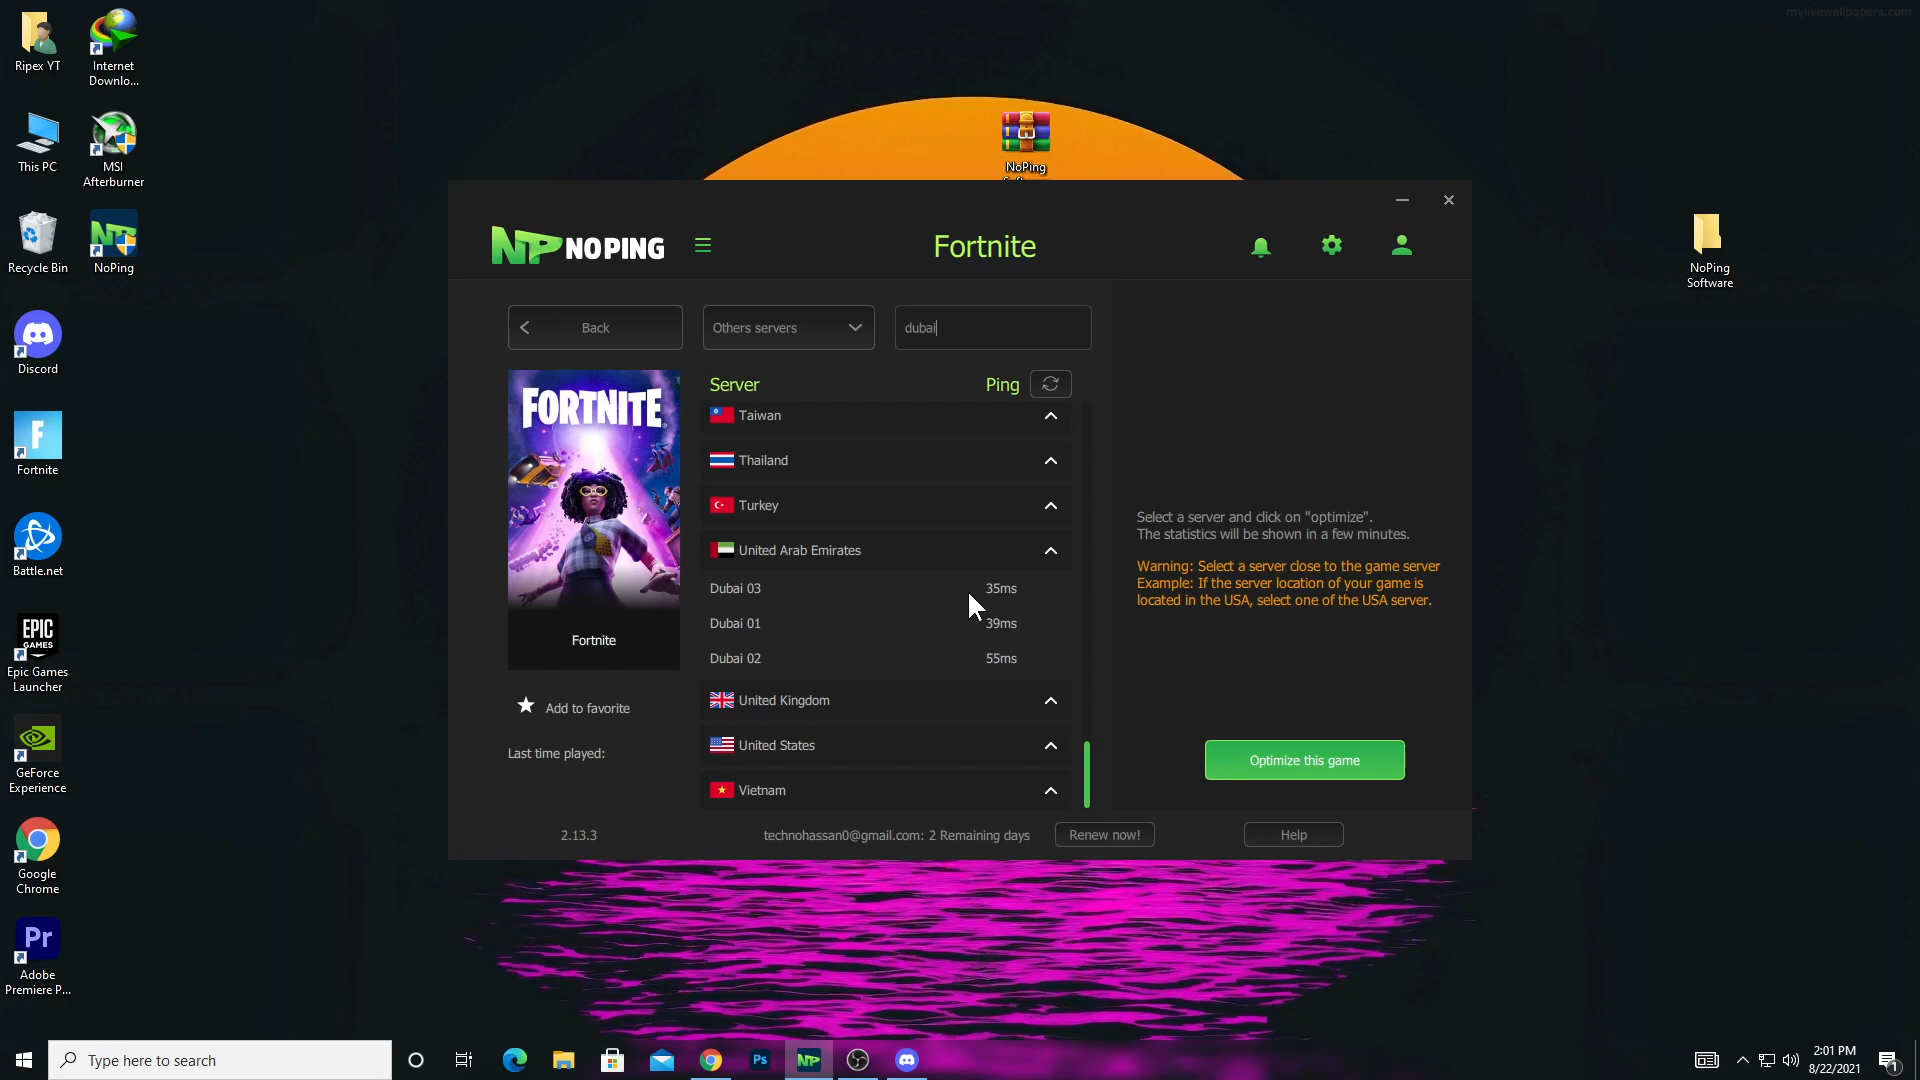 mylivewallpapers.com
Ripex YT
Internet
Downlo...
This PC
MSI
Afterburner
Recycle Bin
NoPing
Discord
Fortnite
Battle.net
EPIC
GAMES
Epic Games
Launcher
GeForce
Experience
Google
Chrome
Pr
Adobe
Premiere P...
NoPing
NoPing
Software
NP NOPING
Fortnite
Back
Others servers
dubai
FORTNITE
Fortnite
Add to favorite
Last time played:
Server
Ping
Taiwan
Thailand
Turkey
United Arab Emirates
Dubai 03 35ms
Dubai 01 39ms
Dubai 02 55ms
United Kingdom
United States
Vietnam
Select a server and click on "optimize".
The statistics will be shown in a few minutes.
Warning: Select a server close to the game server
Example: If the server location of your game is
located in the USA, select one of the USA server.
Optimize this game
2.13.3
technohassan0@gmail.com: 2 Remaining days
Renew now!
Help
Type here to search
Ps
NP
2:01 PM
8/22/2021
1